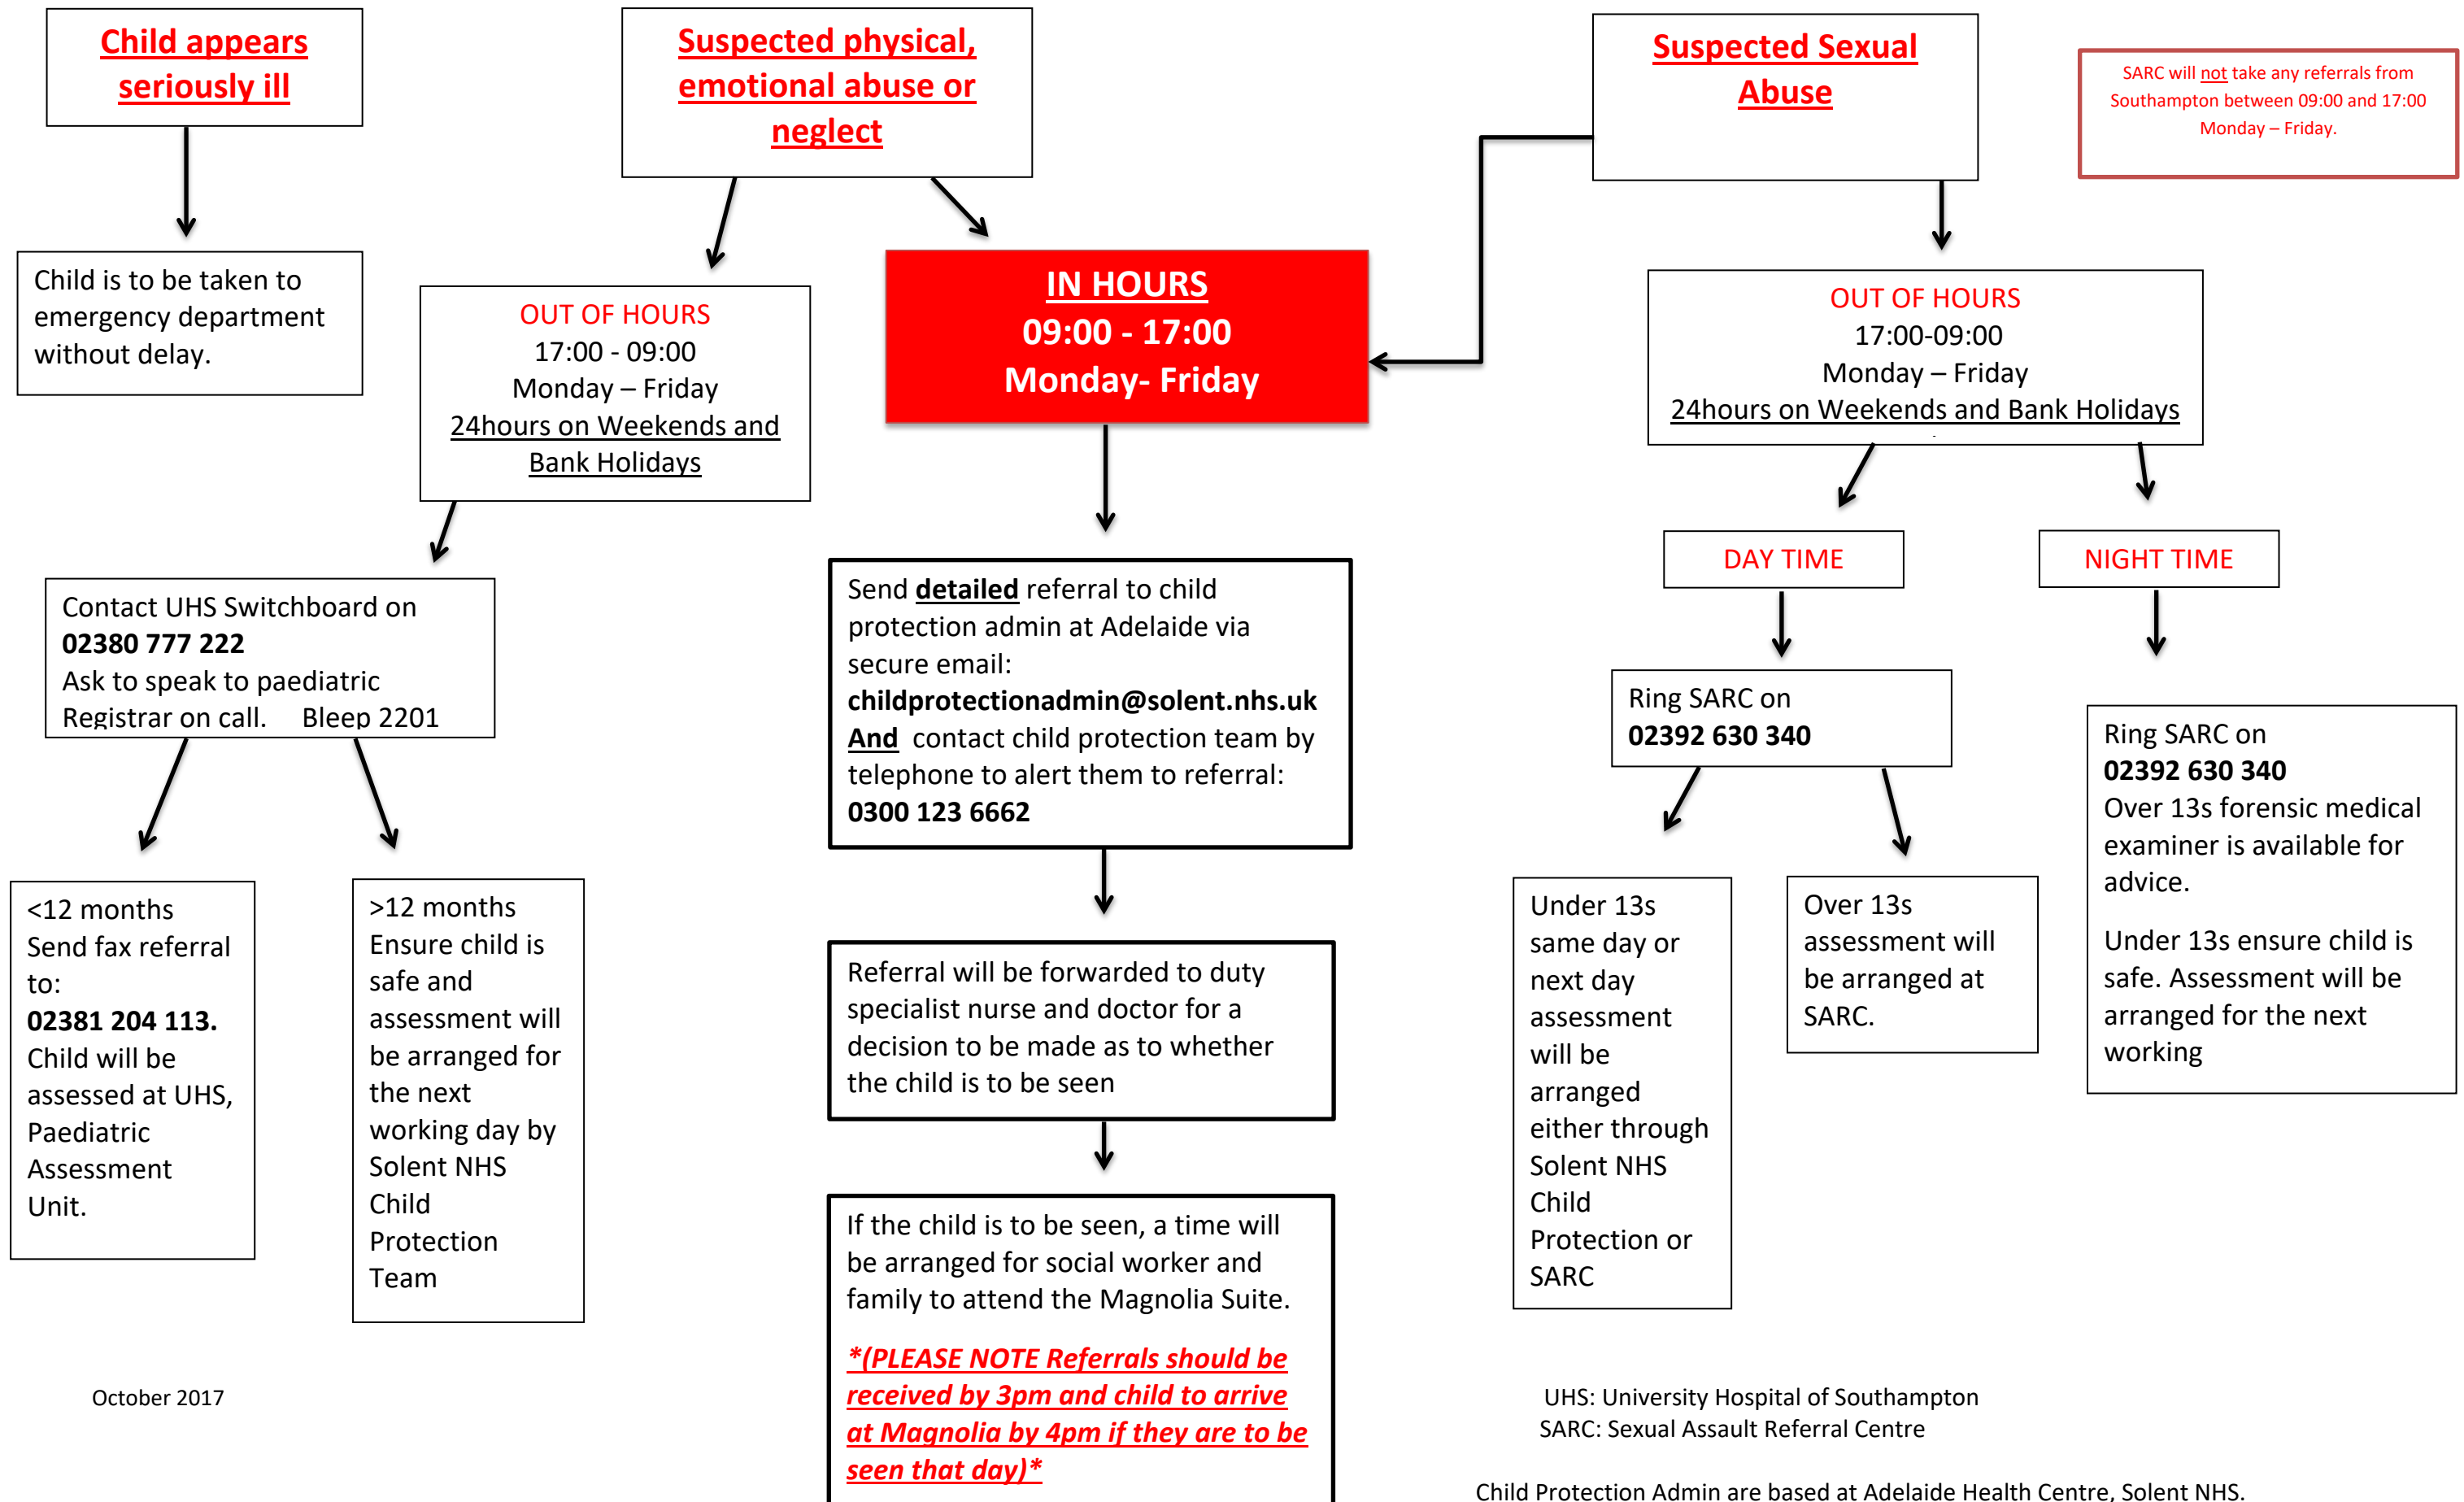 Child appears
seriously ill
Suspected physical,
emotional abuse or
neglect
Suspected Sexual
Abuse
SARC will not take any referrals from
Southampton between 09:00 and 17:00
Monday – Friday.
Child is to be taken to
emergency department
without delay.
OUT OF HOURS
17:00 - 09:00
Monday – Friday
24hours on Weekends and
Bank Holidays
IN HOURS
09:00 - 17:00
Monday- Friday
OUT OF HOURS
17:00-09:00
Monday – Friday
24hours on Weekends and Bank Holidays
Contact UHS Switchboard on
02380 777 222
Ask to speak to paediatric
Registrar on call. Bleep 2201
Send detailed referral to child
protection admin at Adelaide via
secure email:
childprotectionadmin@solent.nhs.uk
And contact child protection team by
telephone to alert them to referral:
0300 123 6662
DAY TIME
NIGHT TIME
Ring SARC on
02392 630 340
Ring SARC on
02392 630 340
Over 13s forensic medical
examiner is available for
advice.
Under 13s ensure child is
safe. Assessment will be
arranged for the next
working
<12 months
Send fax referral
to:
02381 204 113.
Child will be
assessed at UHS,
Paediatric
Assessment
Unit.
>12 months
Ensure child is
safe and
assessment will
be arranged for
the next
working day by
Solent NHS
Child
Protection
Team
Referral will be forwarded to duty
specialist nurse and doctor for a
decision to be made as to whether
the child is to be seen
Under 13s
same day or
next day
assessment
will be
arranged
either through
Solent NHS
Child
Protection or
SARC
Over 13s
assessment will
be arranged at
SARC.
If the child is to be seen, a time will
be arranged for social worker and
family to attend the Magnolia Suite.
*(PLEASE NOTE Referrals should be
received by 3pm and child to arrive
at Magnolia by 4pm if they are to be
seen that day)*
October 2017
UHS: University Hospital of Southampton
SARC: Sexual Assault Referral Centre
Child Protection Admin are based at Adelaide Health Centre, Solent NHS.